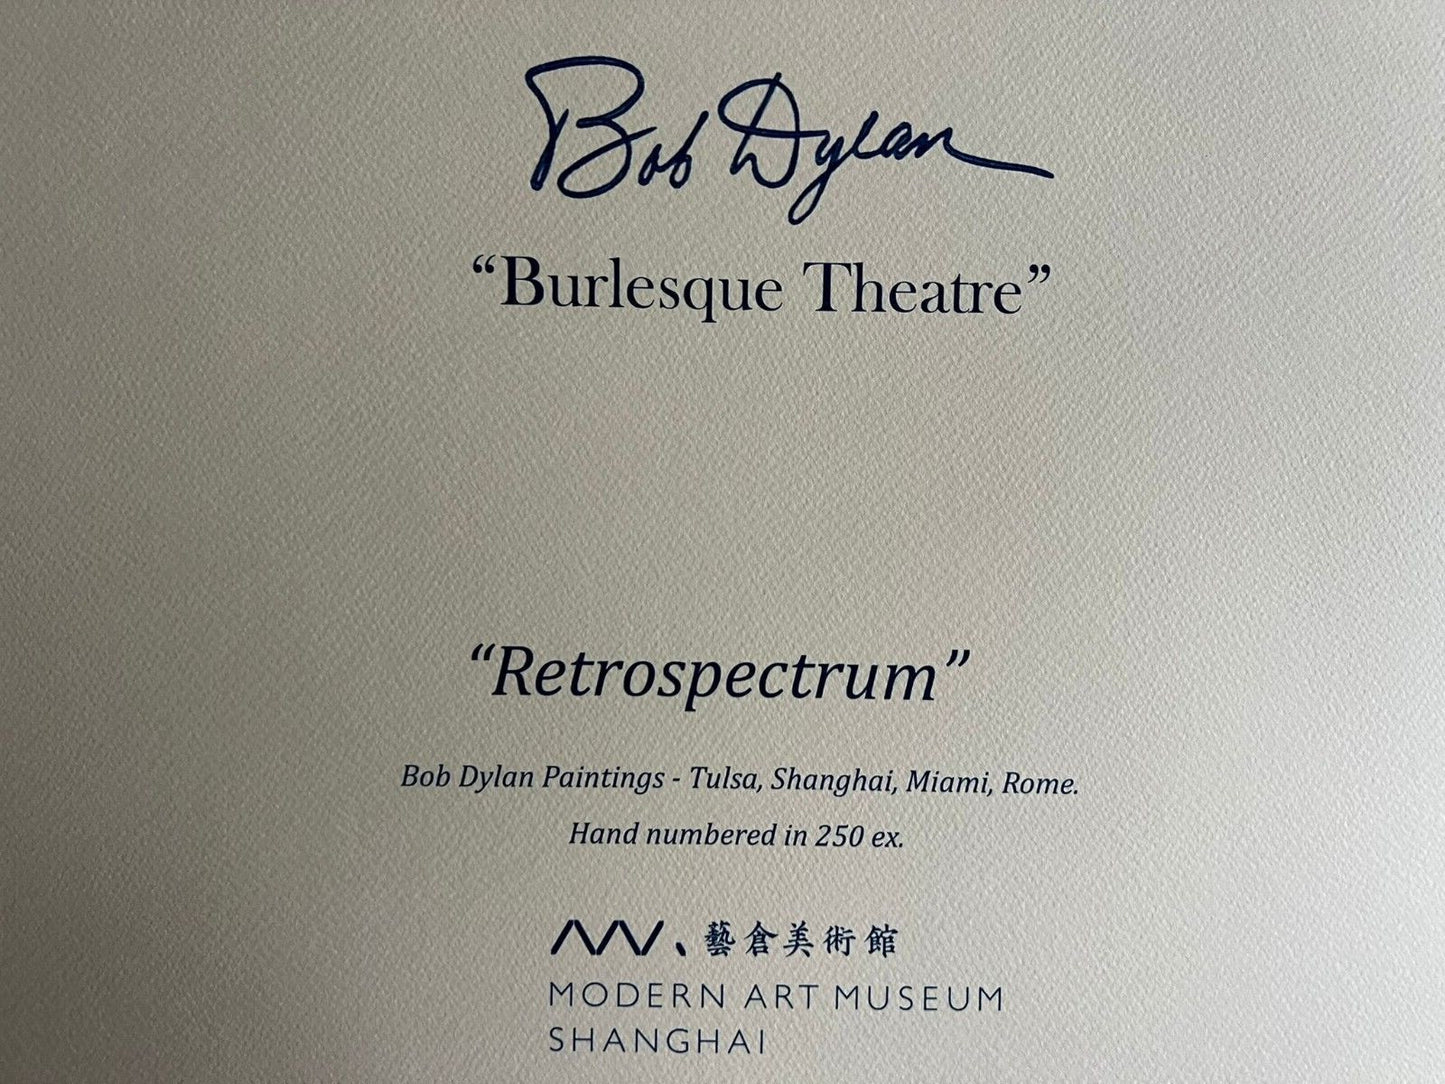 Bob Dylan
“Burlesque Theatre”
“Retrospectrum”
Bob Dylan Paintings - Tulsa, Shanghai, Miami, Rome.
Hand numbered in 250 ex.
藝倉美術館
MODERN ART MUSEUM
SHANGHAI